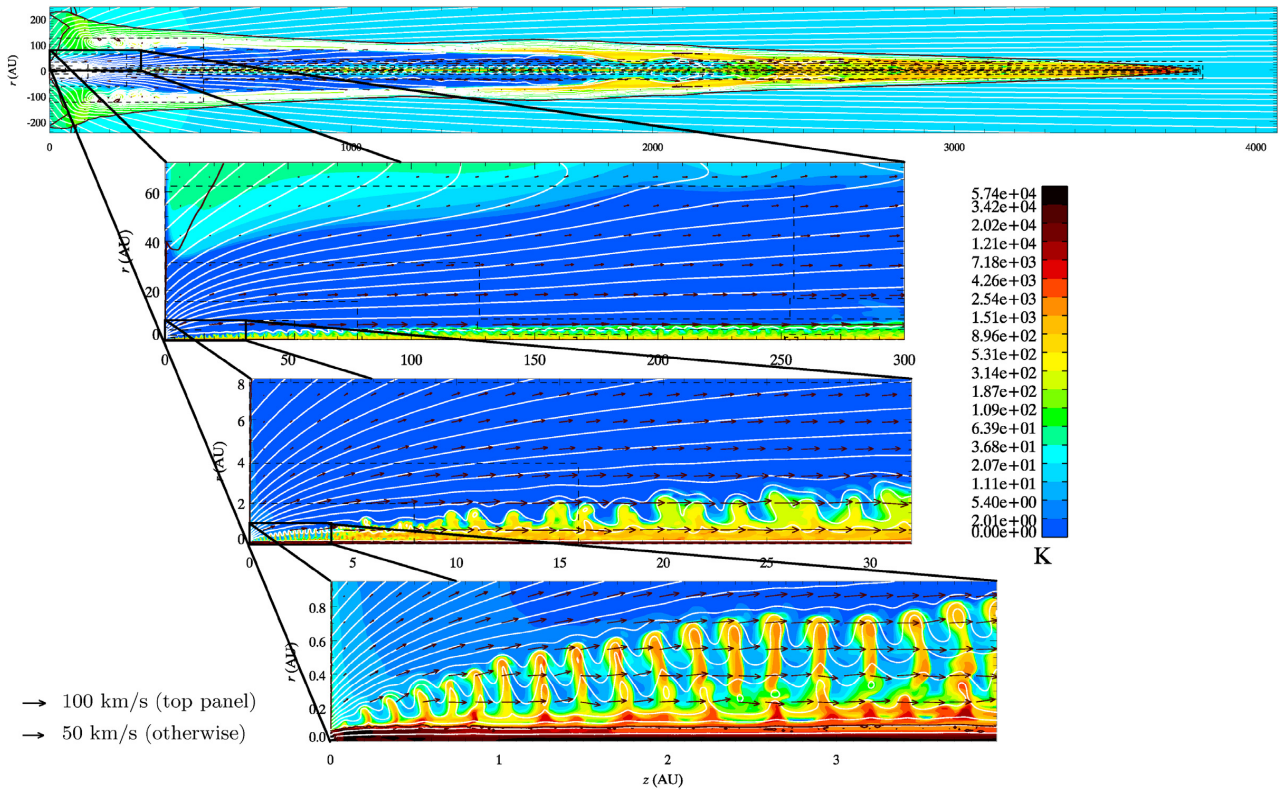 200
100
0
-100
-200
r (AU)
0
1000
2000
3000
4000
60
40
20
0
r (AU)
0
50
100
150
200
250
300
8
6
4
2
0
(AU)
0
5
10
15
20
25
30
0.8
0.6
0.4
0.2
0.0
r (AU)
0
1
2
3
z (AU)
5.74e+04
3.42e+04
2.02e+04
1.21e+04
7.18e+03
4.26e+03
2.54e+03
1.51e+03
8.96e+02
5.31e+02
3.14e+02
1.87e+02
1.09e+02
6.39e+01
3.68e+01
2.07e+01
1.11e+01
5.40e+00
2.01e+00
0.00e+00
K
100 km/s (top panel)
50 km/s (otherwise)